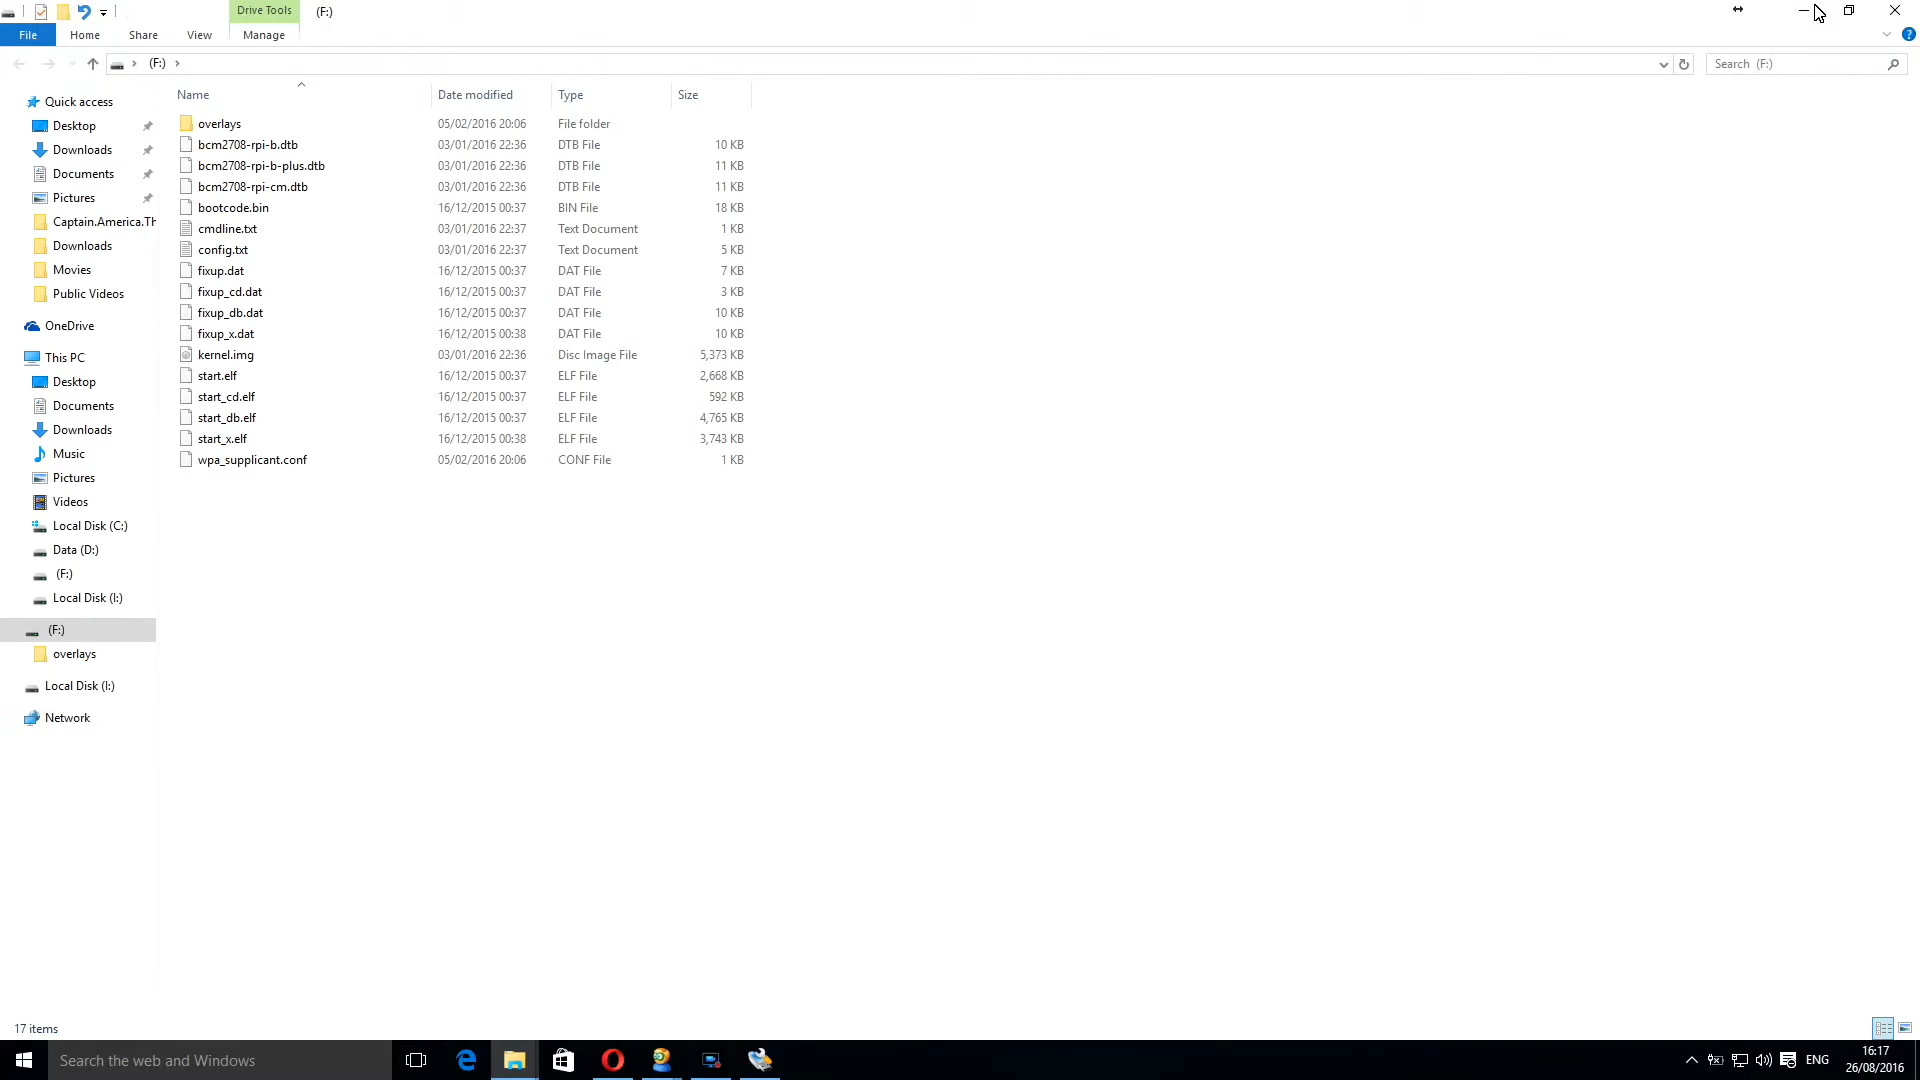 Drive Tools (F:)
File Home Share View Manage
(F:) Search (F:)
Name Date modified Type Size
overlays 05/02/2016 20:06 File folder
bcm2708-rpi-b.dtb 03/01/2016 22:36 DTB File 10 KB
bcm2708-rpi-b-plus.dtb 03/01/2016 22:36 DTB File 11 KB
bcm2708-rpi-cm.dtb 03/01/2016 22:36 DTB File 11 KB
bootcode.bin 16/12/2015 00:37 BIN File 18 KB
cmdline.txt 03/01/2016 22:37 Text Document 1 KB
config.txt 03/01/2016 22:37 Text Document 5 KB
fixup.dat 16/12/2015 00:37 DAT File 7 KB
fixup_cd.dat 16/12/2015 00:37 DAT File 3 KB
fixup_db.dat 16/12/2015 00:37 DAT File 10 KB
fixup_x.dat 16/12/2015 00:38 DAT File 10 KB
kernel.img 03/01/2016 22:36 Disc Image File 5,373 KB
start.elf 16/12/2015 00:37 ELF File 2,668 KB
start_cd.elf 16/12/2015 00:37 ELF File 592 KB
start_db.elf 16/12/2015 00:37 ELF File 4,765 KB
start_x.elf 16/12/2015 00:38 ELF File 3,743 KB
wpa_supplicant.conf 05/02/2016 20:06 CONF File 1 KB
Quick access
Desktop
Downloads
Documents
Pictures
Captain.America.Th
Downloads
Movies
Public Videos
OneDrive
This PC
Desktop
Documents
Downloads
Music
Pictures
Videos
Local Disk (C:)
Data (D:)
(F:)
Local Disk (I:)
(F:)
overlays
Local Disk (I:)
Network
17 items
Search the web and Windows
ENG
16:17
26/08/2016